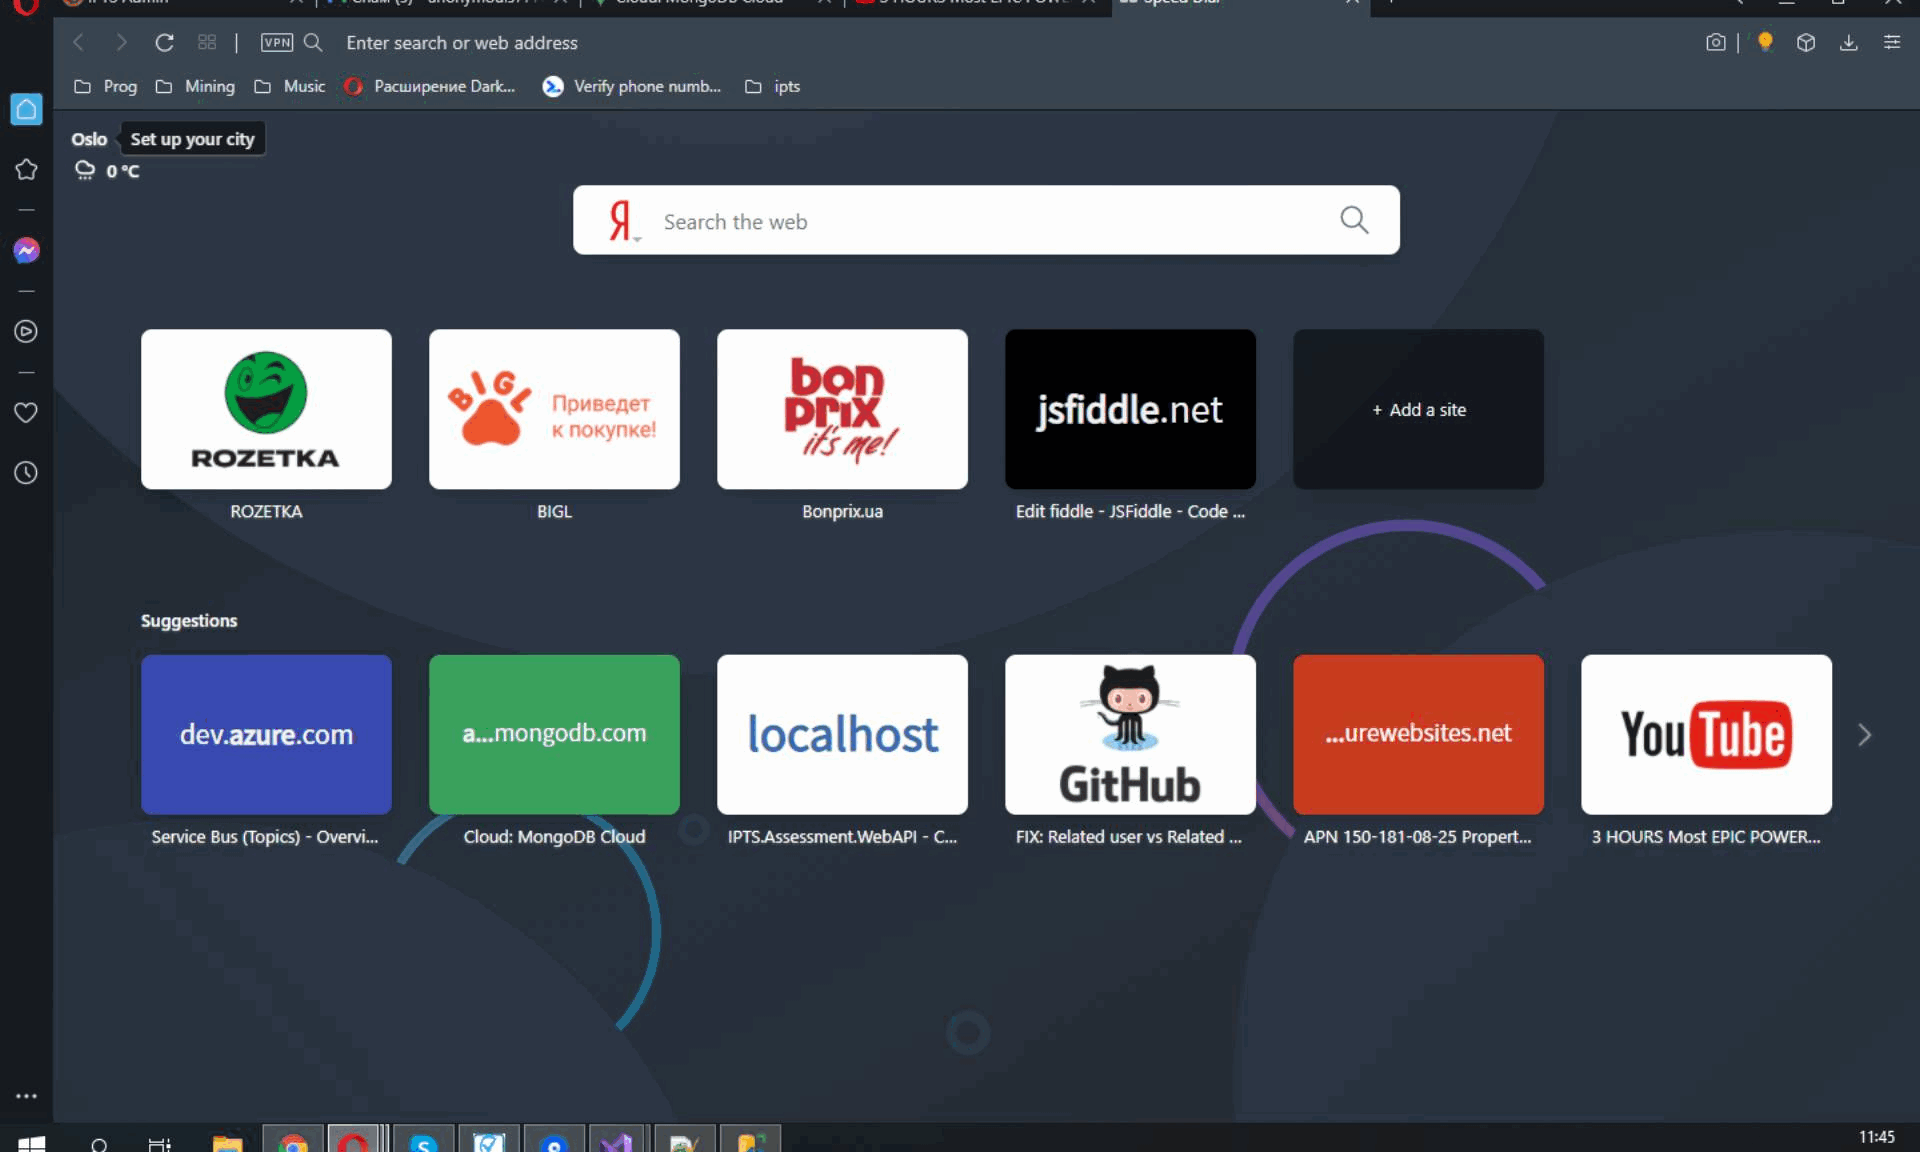 VPN
Enter search or web address
Prog
Mining
Music
Расширение Dark...
Verify phone numb...
ipts
Oslo
Set up your city
0 °C
Я
Search the web
ROZETKA
BIGL
Приведет
к покупке!
bon
prix
it's me!
jsfiddle.net
+ Add a site
ROZETKA
BIGL
Bonprix.ua
Edit fiddle - JSFiddle - Code ...
Suggestions
dev.azure.com
a...mongodb.com
localhost
GitHub
...urewebsites.net
YouTube
Service Bus (Topics) - Overvi...
Cloud: MongoDB Cloud
IPTS.Assessment.WebAPI - C...
FIX: Related user vs Related ...
APN 150-181-08-25 Propert...
3 HOURS Most EPIC POWER...
11:45